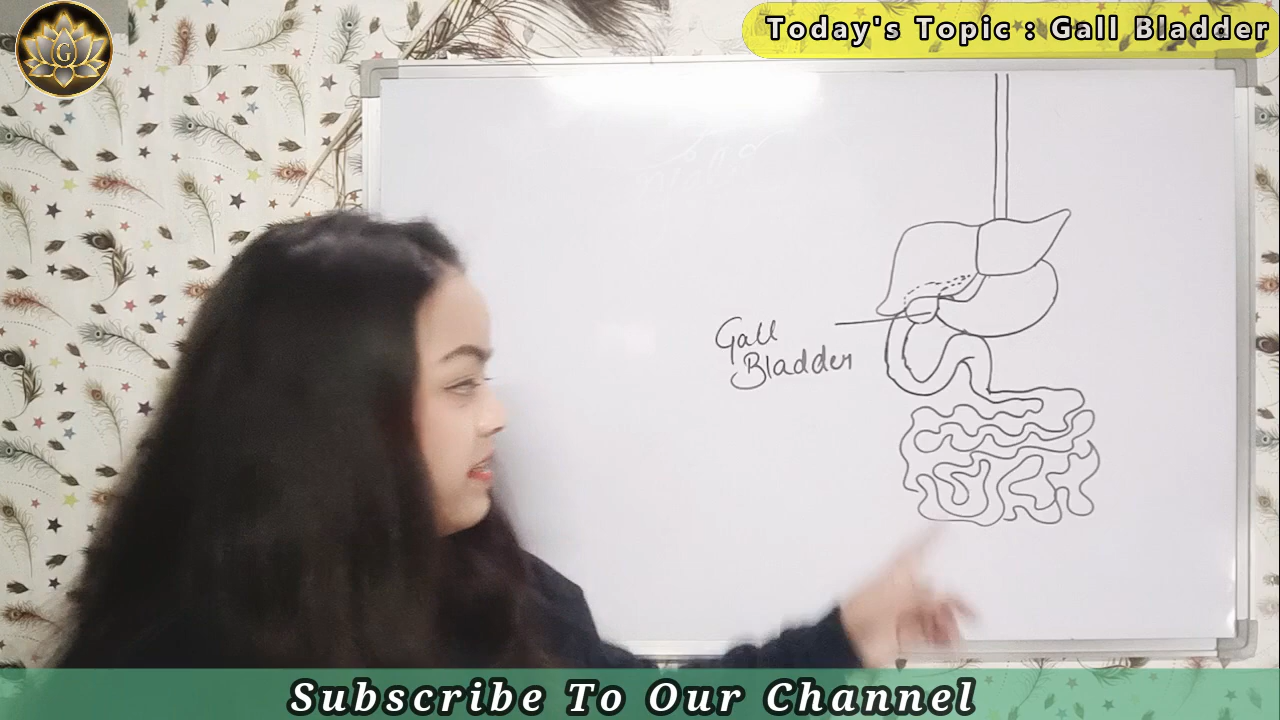 G
Today's Topic : Gall Bladder
Gall
Bladder
Subscribe To Our Channel